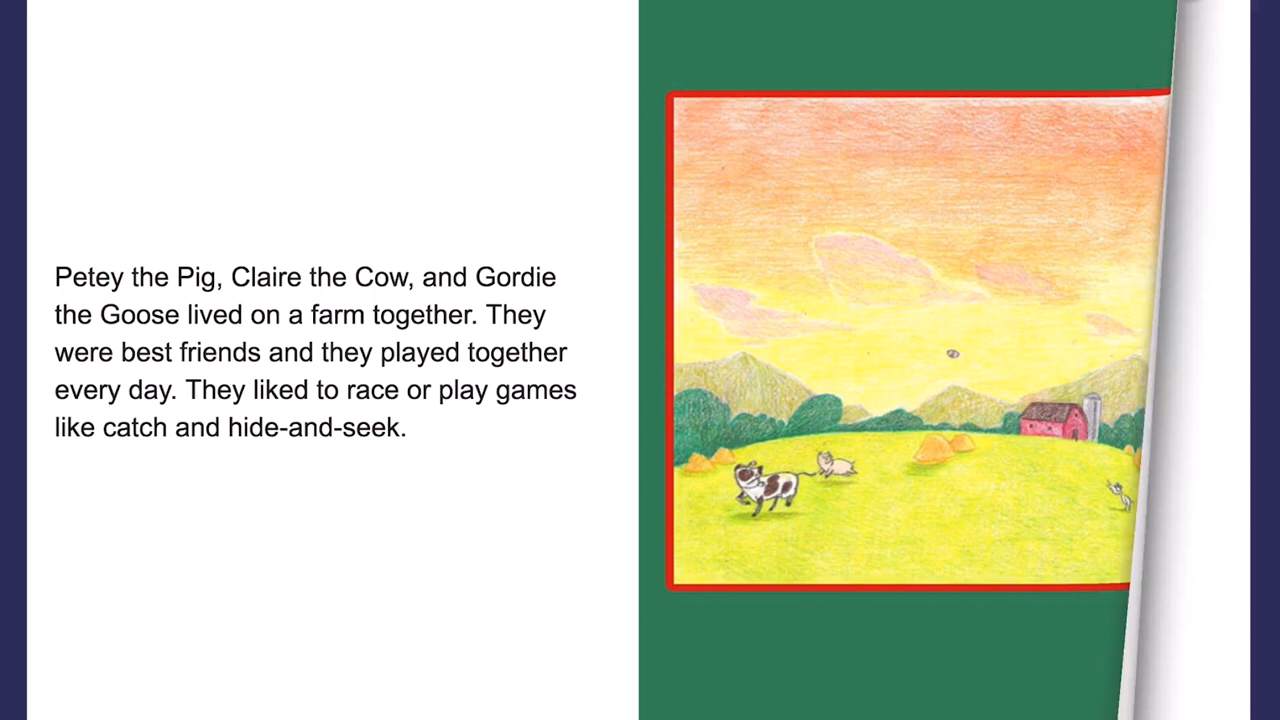 Petey the Pig, Claire the Cow, and Gordie
the Goose lived on a farm together. They
were best friends and they played together
every day. They liked to race or play games
like catch and hide-and-seek.